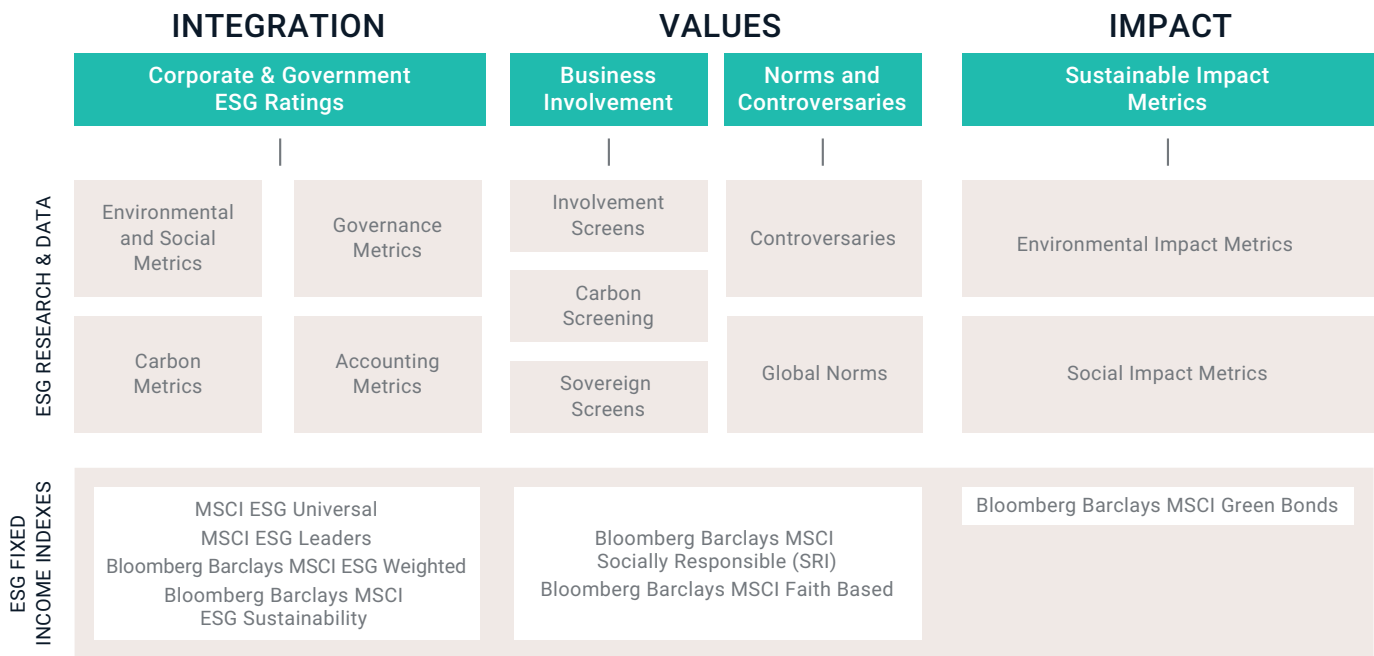 INTEGRATION
VALUES
IMPACT
Corporate & Government
ESG Ratings
Business
Involvement
Norms and
Controversaries
Sustainable Impact
Metrics
ESG RESEARCH & DATA
Environmental
and Social
Metrics
Governance
Metrics
Carbon
Metrics
Accounting
Metrics
Involvement
Screens
Carbon
Screening
Sovereign
Screens
Controversaries
Global Norms
Environmental Impact Metrics
Social Impact Metrics
ESG FIXED
INCOME INDEXES
MSCI ESG Universal
MSCI ESG Leaders
Bloomberg Barclays MSCI ESG Weighted
Bloomberg Barclays MSCI
ESG Sustainability
Bloomberg Barclays MSCI
Socially Responsible (SRI)
Bloomberg Barclays MSCI Faith Based
Bloomberg Barclays MSCI Green Bonds